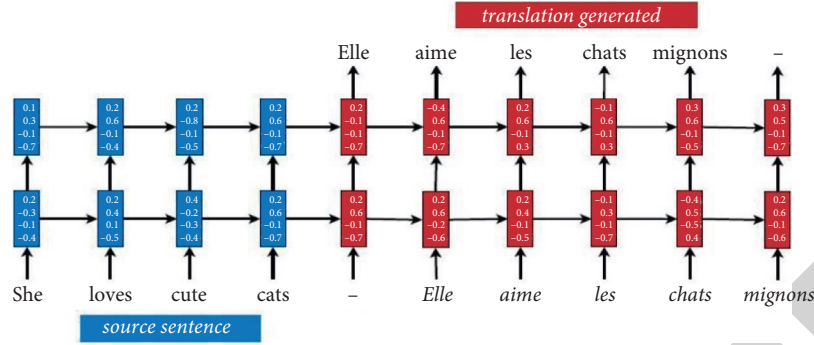 translation generated
Elle aime les chats mignons –
0.1 0.2 0.2 0.2 0.2 –0.4 0.2 –0.1 0.3 0.3
0.3 0.6 –0.8 0.6 –0.1 0.6 0.6 0.6 0.6 0.5
–0.1 –0.1 –0.1 –0.1 –0.1 –0.1 –0.1 –0.1 –0.1 –0.1
–0.7 –0.4 –0.5 –0.7 –0.7 –0.7 0.3 0.3 –0.5 –0.7
0.2 0.2 0.4 0.2 0.2 0.2 0.2 –0.1 –0.4 0.2
–0.3 0.4 –0.2 0.6 0.6 0.6 0.4 0.3 0.5 0.6
–0.1 0.1 –0.3 –0.1 –0.1 –0.2 –0.1 –0.1 –0.5 –0.1
–0.4 –0.5 –0.4 –0.7 –0.7 –0.6 –0.5 –0.7 0.4 –0.6
She loves cute cats – Elle aime les chats mignons
source sentence